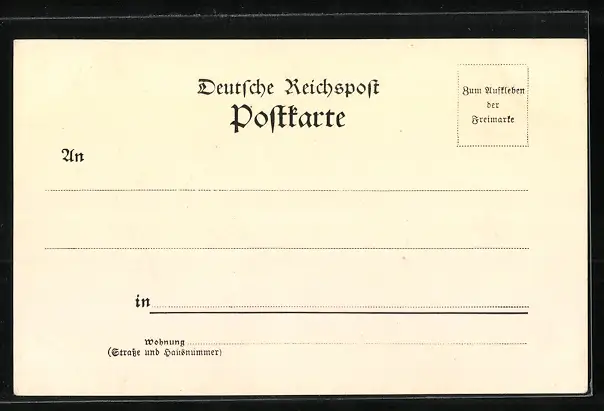 Deutsche Reichspost
Postkarte
Zum Aufkleben
der
Freimarke
An
in
Wohnung
(Straße und Hausnummer)